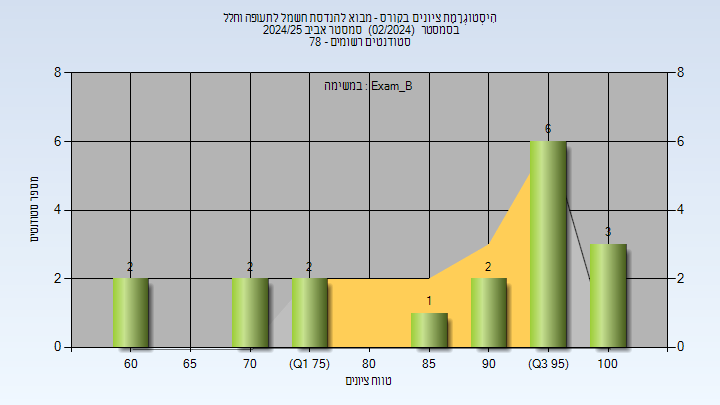 היסטוגרמת ציונים בקורס - מבוא להנדסת חשמל לתעופה וחלל
בסמסטר (02/2024) סמסטר אביב 2024/25
סטודנטים רשומים - 78
במשימה : Exam_B
8 8
6 6
4 4
2 2
0 0
2 2 2 1 2 6 3
מספר סטודנטים
60 65 70 (Q1 75) 80 85 90 (Q3 95) 100
טווח ציונים